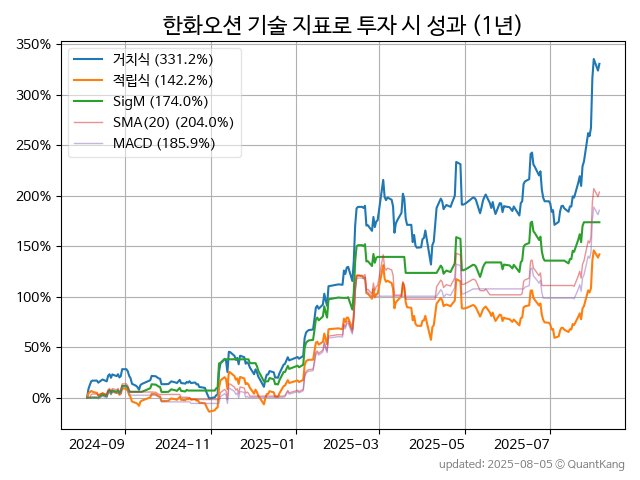 한화오션 기술 지표로 투자 시 성과 (1년)
350%
300%
250%
200%
150%
100%
50%
0%
거치식 (331.2%)
적립식 (142.2%)
SigM (174.0%)
SMA(20) (204.0%)
MACD (185.9%)
2024-09 2024-11 2025-01 2025-03 2025-05 2025-07
updated: 2025-08-05 © QuantKang